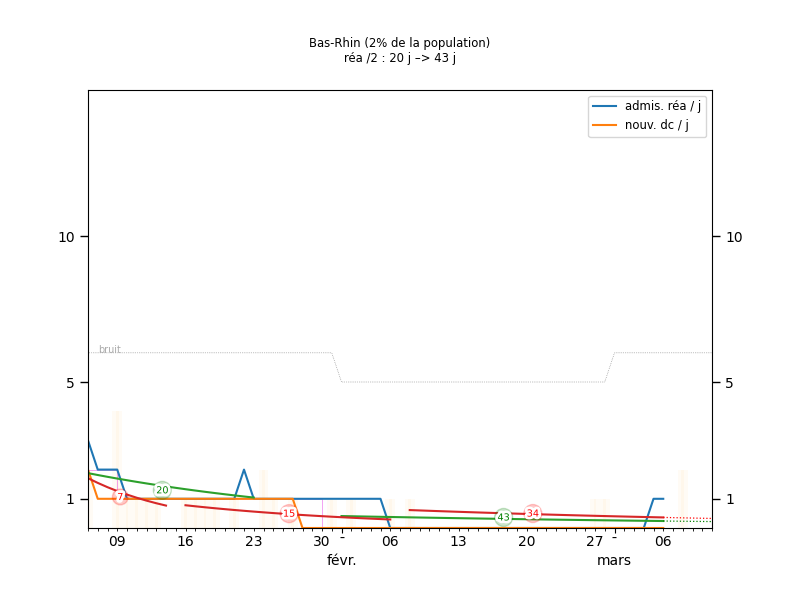 Bas-Rhin (2% de la population)
réa /2 : 20 j –> 43 j
admis. réa / j
nouv. dc / j
10 10
bruit
5 5
20
7
15
43
34
1 1
09 16 23 30 - 06 13 20 27 - 06
févr. mars